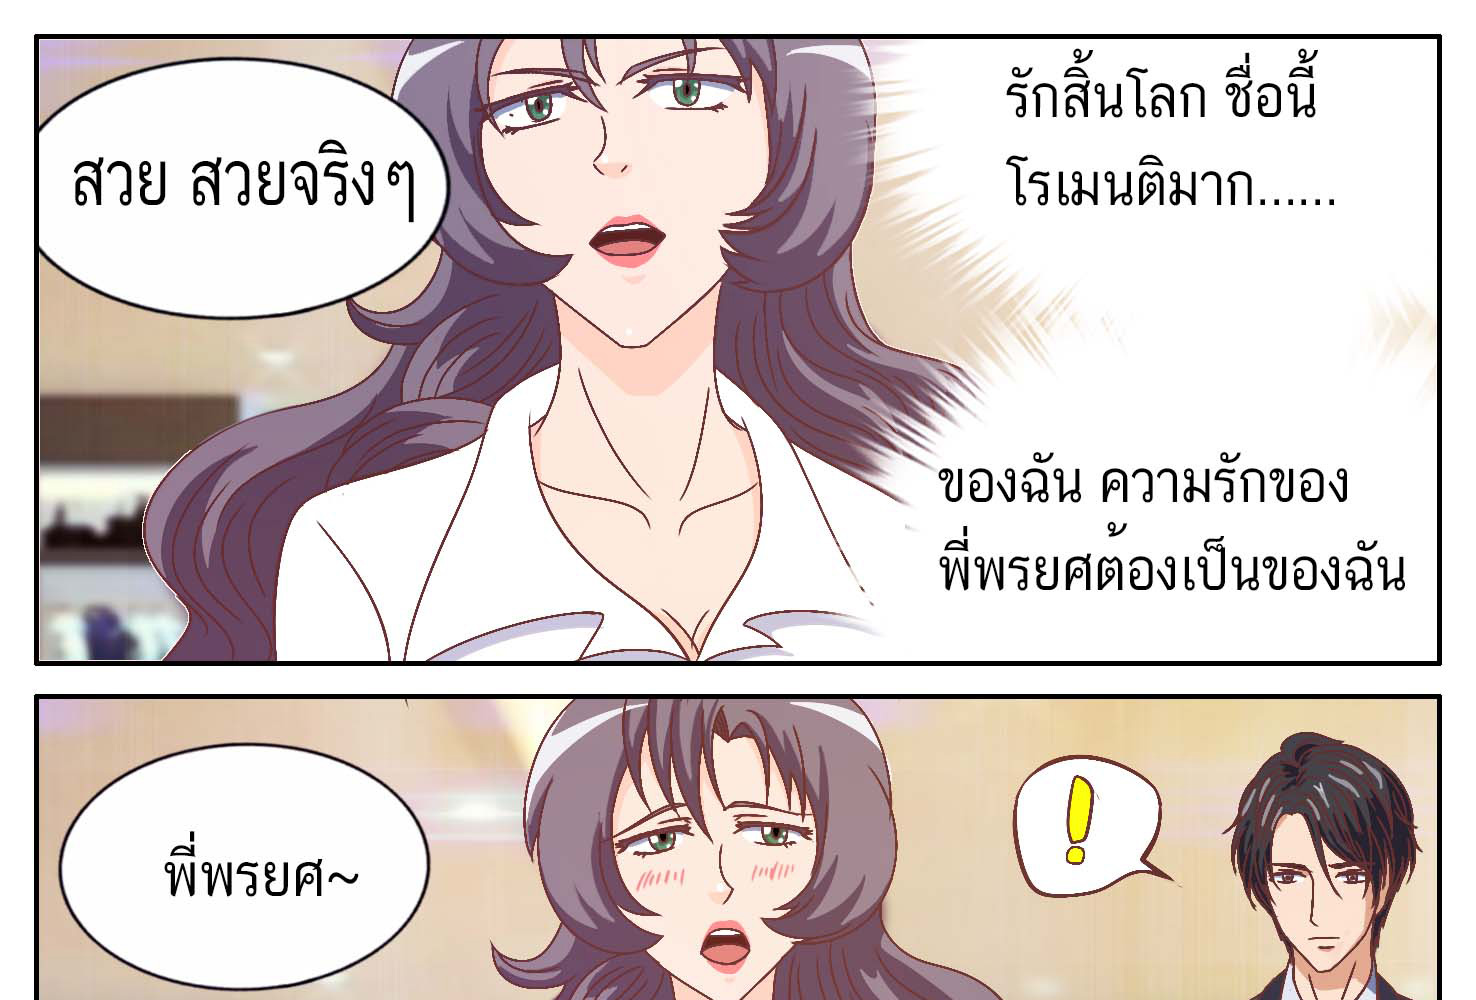 สวย สวยจริงๆ
รักสิ้นโลก ชื่อนี้
โรเมนติมาก......
ของฉัน ความรักของ
พี่พรยศต้องเป็นของฉัน
พี่พรยศ~
!